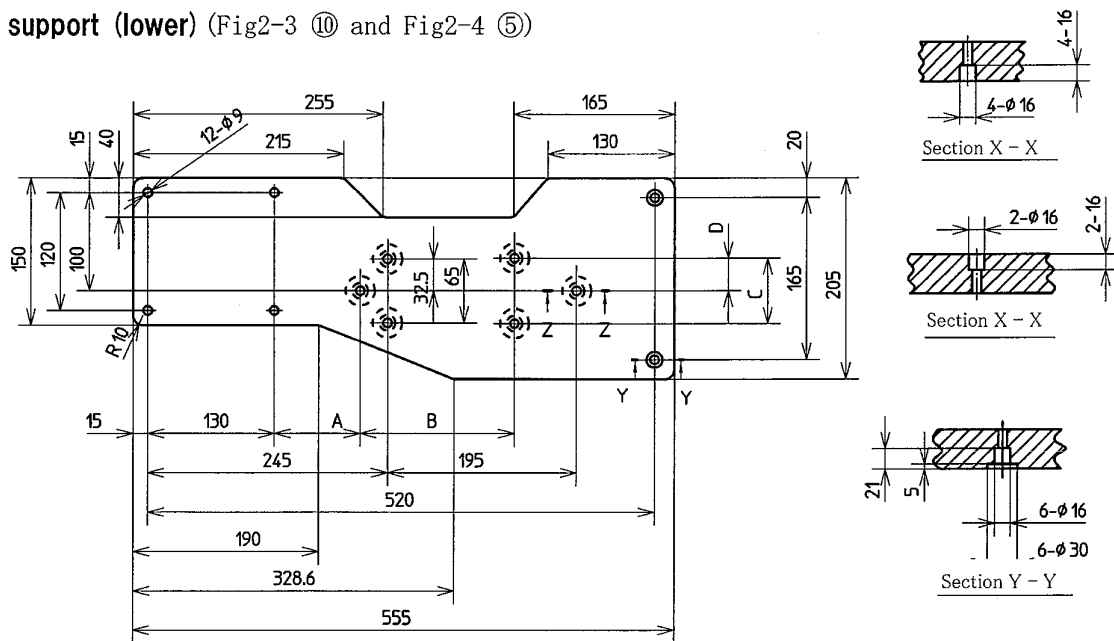 support (lower) (Fig2-3 ⑩ and Fig2-4 ⑤)
255
165
12-φ9
15
40
215
130
20
150
120
100
32.5
65
D
C
165
205
Z
Z
R10
Y
Y
15
130
A
B
245
195
520
190
328.6
555
4-16
4-φ16
Section X - X
2-φ16
2-16
Section X - X
21
5
6-φ16
6-φ30
Section Y - Y